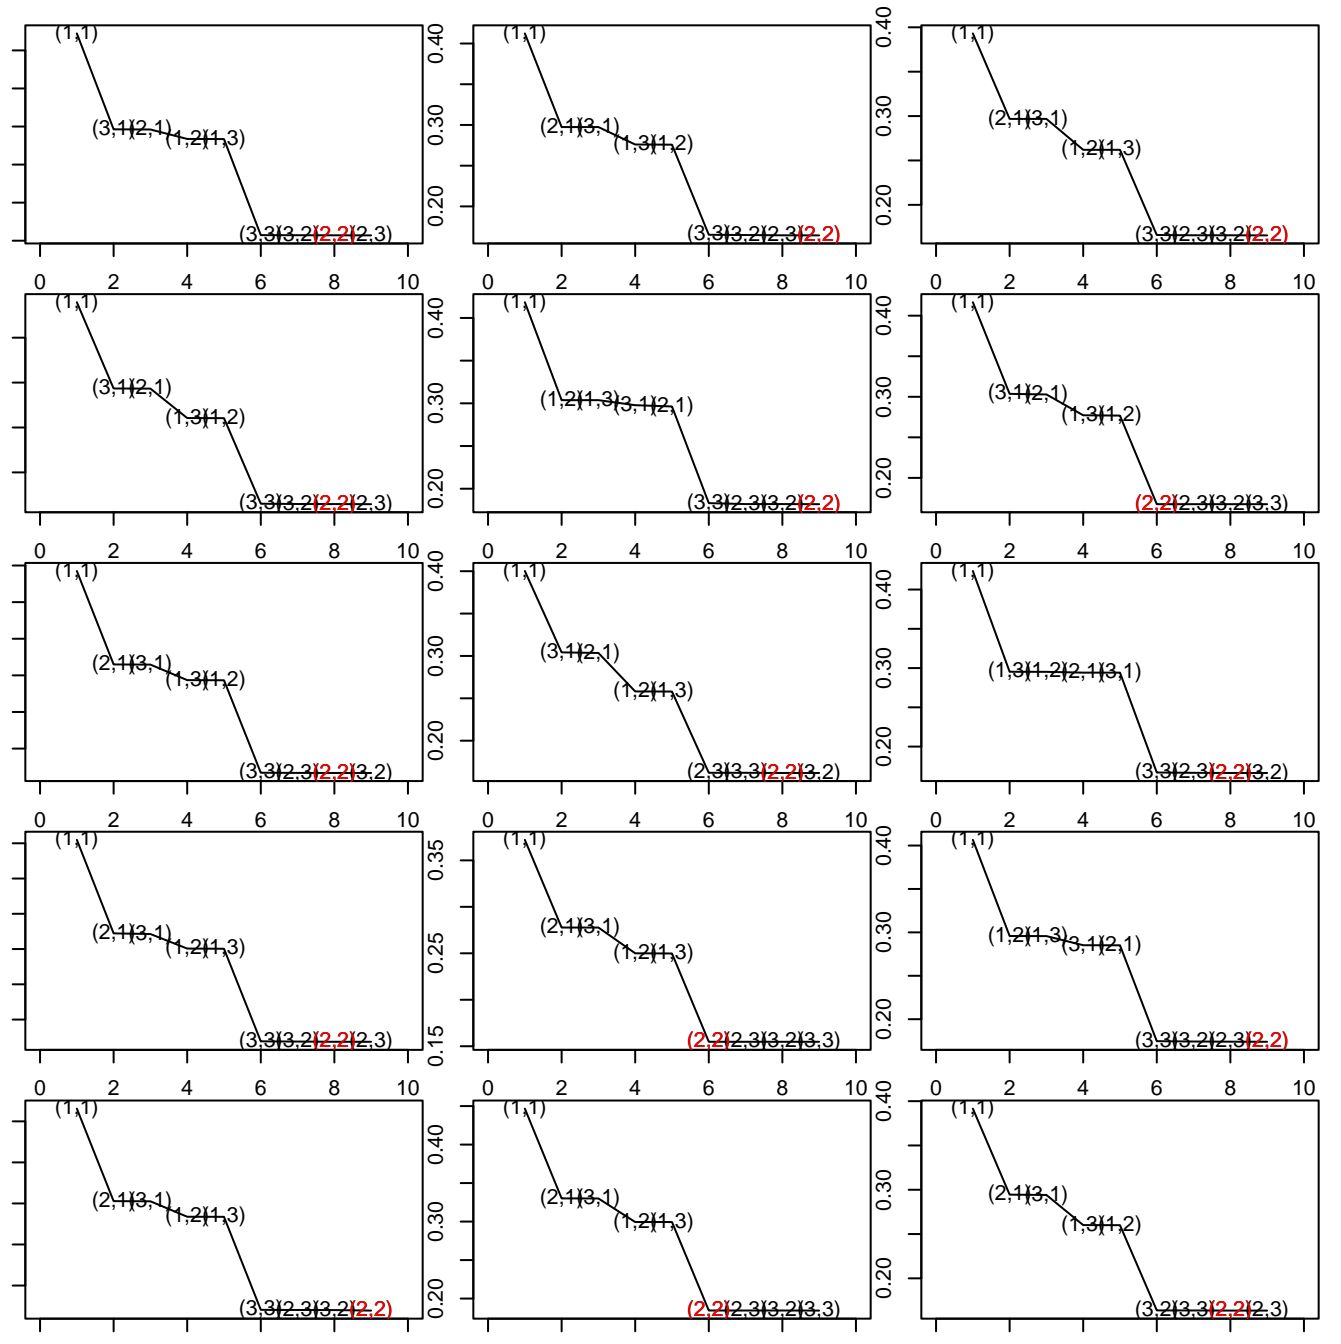 (1,1) (1,1) (1,1)
0.40 0.40
(3,1) (2,1) (1,2) (1,3) 0.30 (2,1) (3,1) (1,3) (1,2) 0.30 (2,1) (3,1) (1,2) (1,3)
0.20 0.20
(3,3) (3,2) (2,2) (2,3) (3,3) (3,2) (2,3) (2,2) (3,3) (2,3) (3,2) (2,2)
0 2 4 6 8 10 0 2 4 6 8 10 0 2 4 6 8 10
(1,1) (1,1) (1,1)
0.40 0.40
(3,1) (2,1) (1,3) (1,2) 0.30 (1,2) (1,3) (3,1) (2,1) 0.30 (3,1) (2,1) (1,3) (1,2)
0.20 0.20
(3,3) (3,2) (2,2) (2,3) (3,3) (2,3) (3,2) (2,2) (2,2) (2,3) (3,2) (3,3)
0 2 4 6 8 10 0 2 4 6 8 10 0 2 4 6 8 10
(1,1) (1,1) (1,1)
0.40 0.40
(2,1) (3,1) (1,3) (1,2) 0.30 (3,1) (2,1) (1,2) (1,3) 0.30 (1,3) (1,2) (2,1) (3,1)
0.20 0.20
(3,3) (2,3) (2,2) (3,2) (2,3) (3,3) (2,2) (3,2) (3,3) (2,3) (2,2) (3,2)
0 2 4 6 8 10 0 2 4 6 8 10 0 2 4 6 8 10
(1,1) (1,1) (1,1)
0.35 0.40
(2,1) (3,1) (1,2) (1,3) 0.25 (2,1) (3,1) (1,2) (1,3) 0.30 (1,2) (1,3) (3,1) (2,1)
0.15 0.20
(3,3) (3,2) (2,2) (2,3) (2,2) (2,3) (3,2) (3,3) (3,3) (3,2) (2,3) (2,2)
0 2 4 6 8 10 0 2 4 6 8 10 0 2 4 6 8 10
(1,1) (1,1) (1,1)
0.40 0.40
(2,1) (3,1) (1,2) (1,3) 0.30 (2,1) (3,1) (1,2) (1,3) 0.30 (2,1) (3,1) (1,3) (1,2)
0.20 0.20
(3,3) (2,3) (3,2) (2,2) (2,2) (2,3) (3,2) (3,3) (3,2) (3,3) (2,2) (2,3)